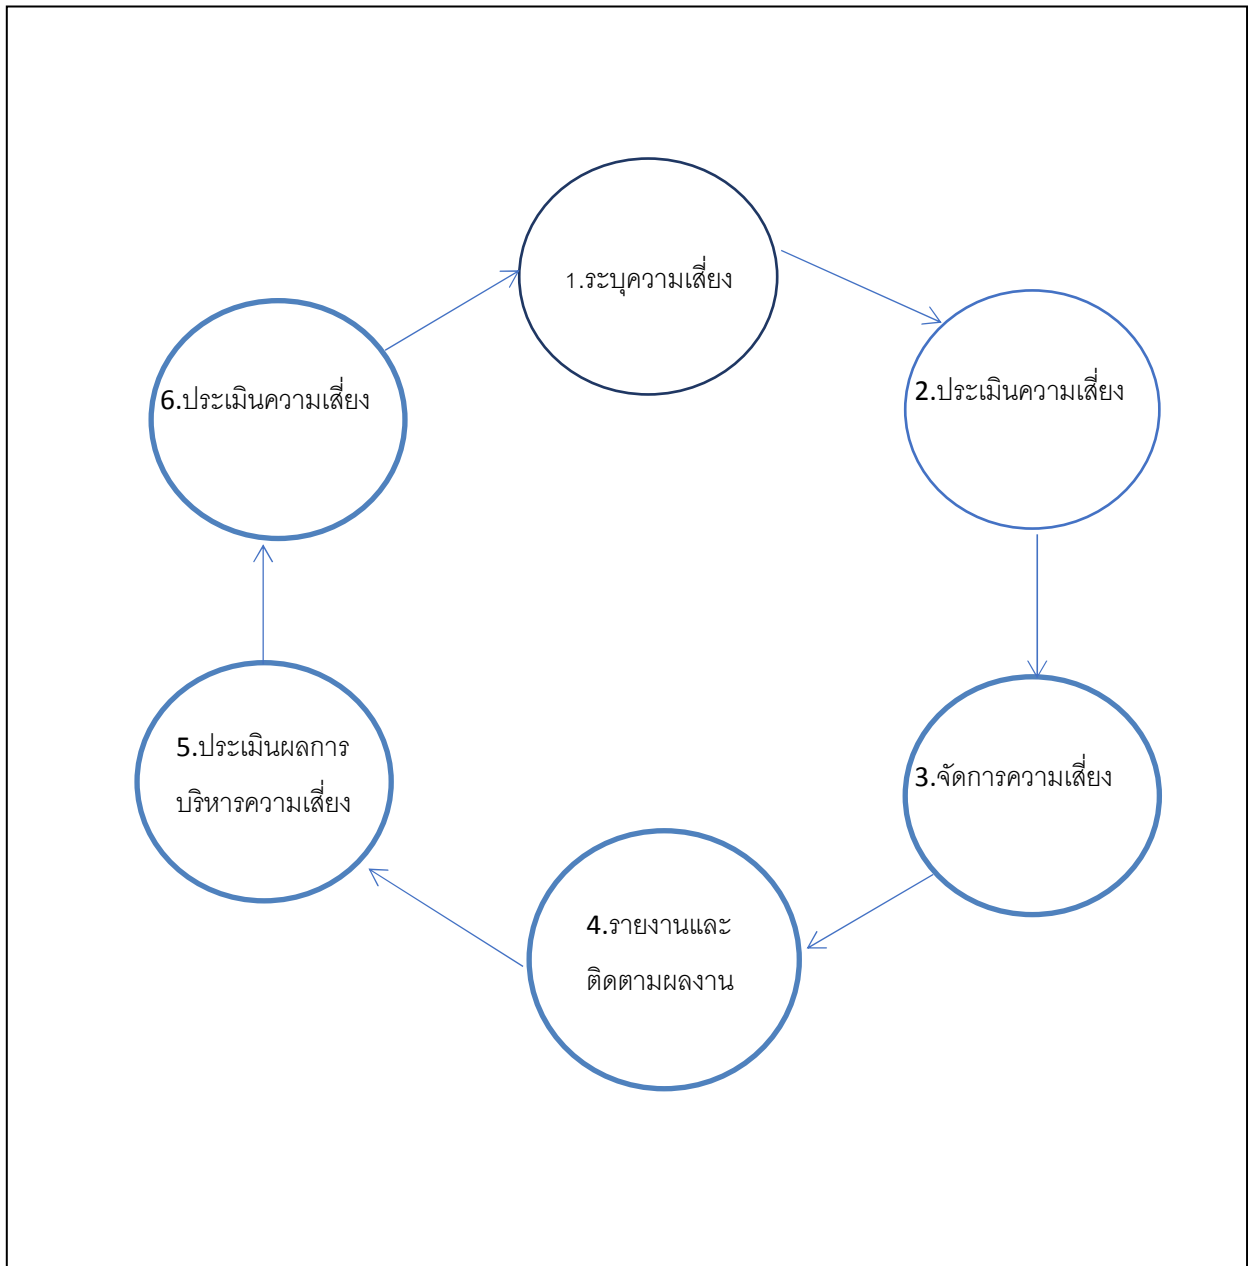 1.ระบุความเสี่ยง
2.ประเมินความเสี่ยง
3.จัดการความเสี่ยง
4.รายงานและ
ติดตามผลงาน
5.ประเมินผลการ
บริหารความเสี่ยง
6.ประเมินความเสี่ยง